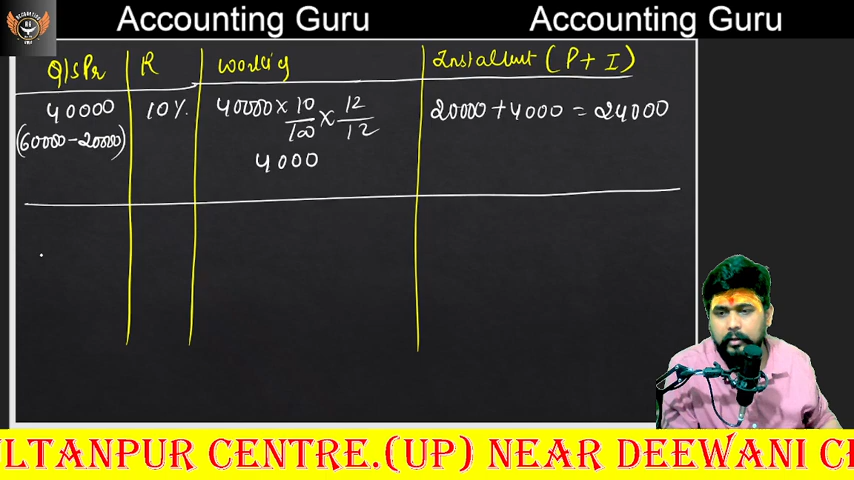 Accounting Guru
Accounting Guru
O/S Pr R Working Installment (P + I)
40000 10%. 40000 × 10/100 × 12/12 20000 + 4000 = 24000
(60000 - 20000)
4000
ULTANPUR CENTRE.(UP) NEAR DEEWANI C